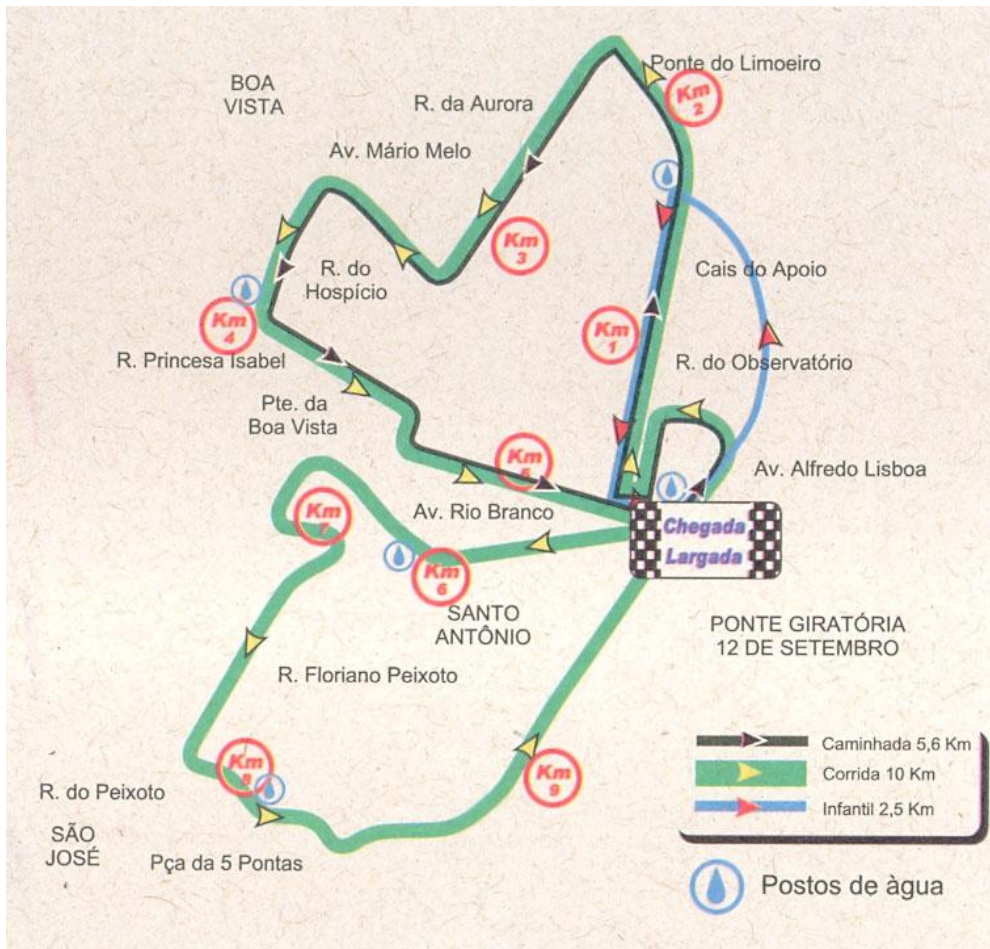 Ponte do Limoeiro
BOA
VISTA
Km
2
R. da Aurora
Av. Mário Melo
Km
3
R. do
Hospício
Cais do Apoio
Km
4
Km
1
R. Princesa Isabel
R. do Observatório
Pte. da
Boa Vista
Km
5
Av. Alfredo Lisboa
Km
7
Av. Rio Branco
Chegada
Largada
Km
6
SANTO
ANTÔNIO
PONTE GIRATÓRIA
12 DE SETEMBRO
R. Floriano Peixoto
Km
8
Km
9
R. do Peixoto
SÃO
JOSÉ
Pça da 5 Pontas
Caminhada 5,6 Km
Corrida 10 Km
Infantil 2,5 Km
Postos de àgua